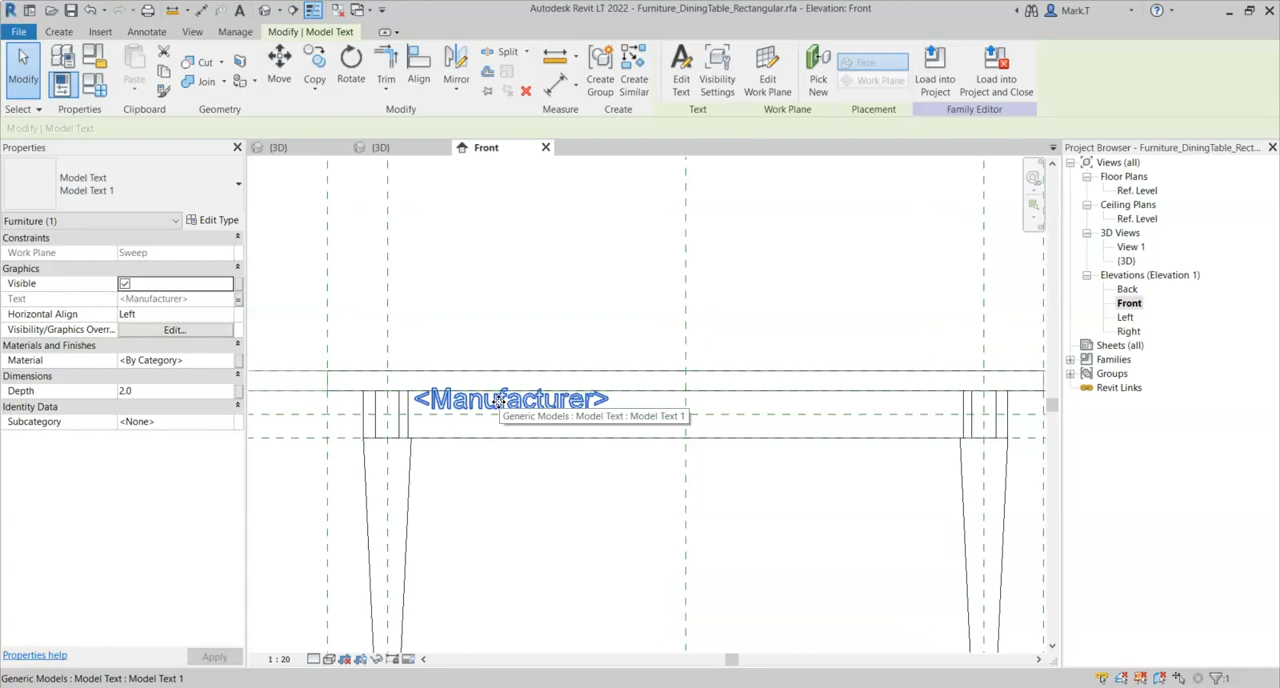 Autodesk Revit LT 2022 - Furniture_DiningTable_Rectangular.rfa - Elevation: Front
Mark.T
File Create Insert Annotate View Manage Modify | Model Text
Modify
Select
Properties
Paste
Clipboard
Cut
Join
Geometry
Move
Copy
Rotate
Trim
Align
Mirror
Split
Modify
Measure
Create Group
Create Similar
Create
Edit Text
Visibility Settings
Text
Edit Work Plane
Work Plane
Pick New
Face
Work Plane
Placement
Load into Project
Load into Project and Close
Family Editor
Modify | Model Text
Properties
Model Text
Model Text 1
Furniture (1)
Edit Type
Constraints
Work Plane Sweep
Graphics
Visible
Text <Manufacturer>
Horizontal Align Left
Visibility/Graphics Overr... Edit...
Materials and Finishes
Material <By Category>
Dimensions
Depth 2.0
Identity Data
Subcategory <None>
Properties help
Apply
{3D}
{3D}
Front
<Manufacturer>
Generic Models : Model Text : Model Text 1
1 : 20
Project Browser - Furniture_DiningTable_Rect...
Views (all)
Floor Plans
Ref. Level
Ceiling Plans
Ref. Level
3D Views
View 1
{3D}
Elevations (Elevation 1)
Back
Front
Left
Right
Sheets (all)
Families
Groups
Revit Links
Generic Models : Model Text : Model Text 1
:1